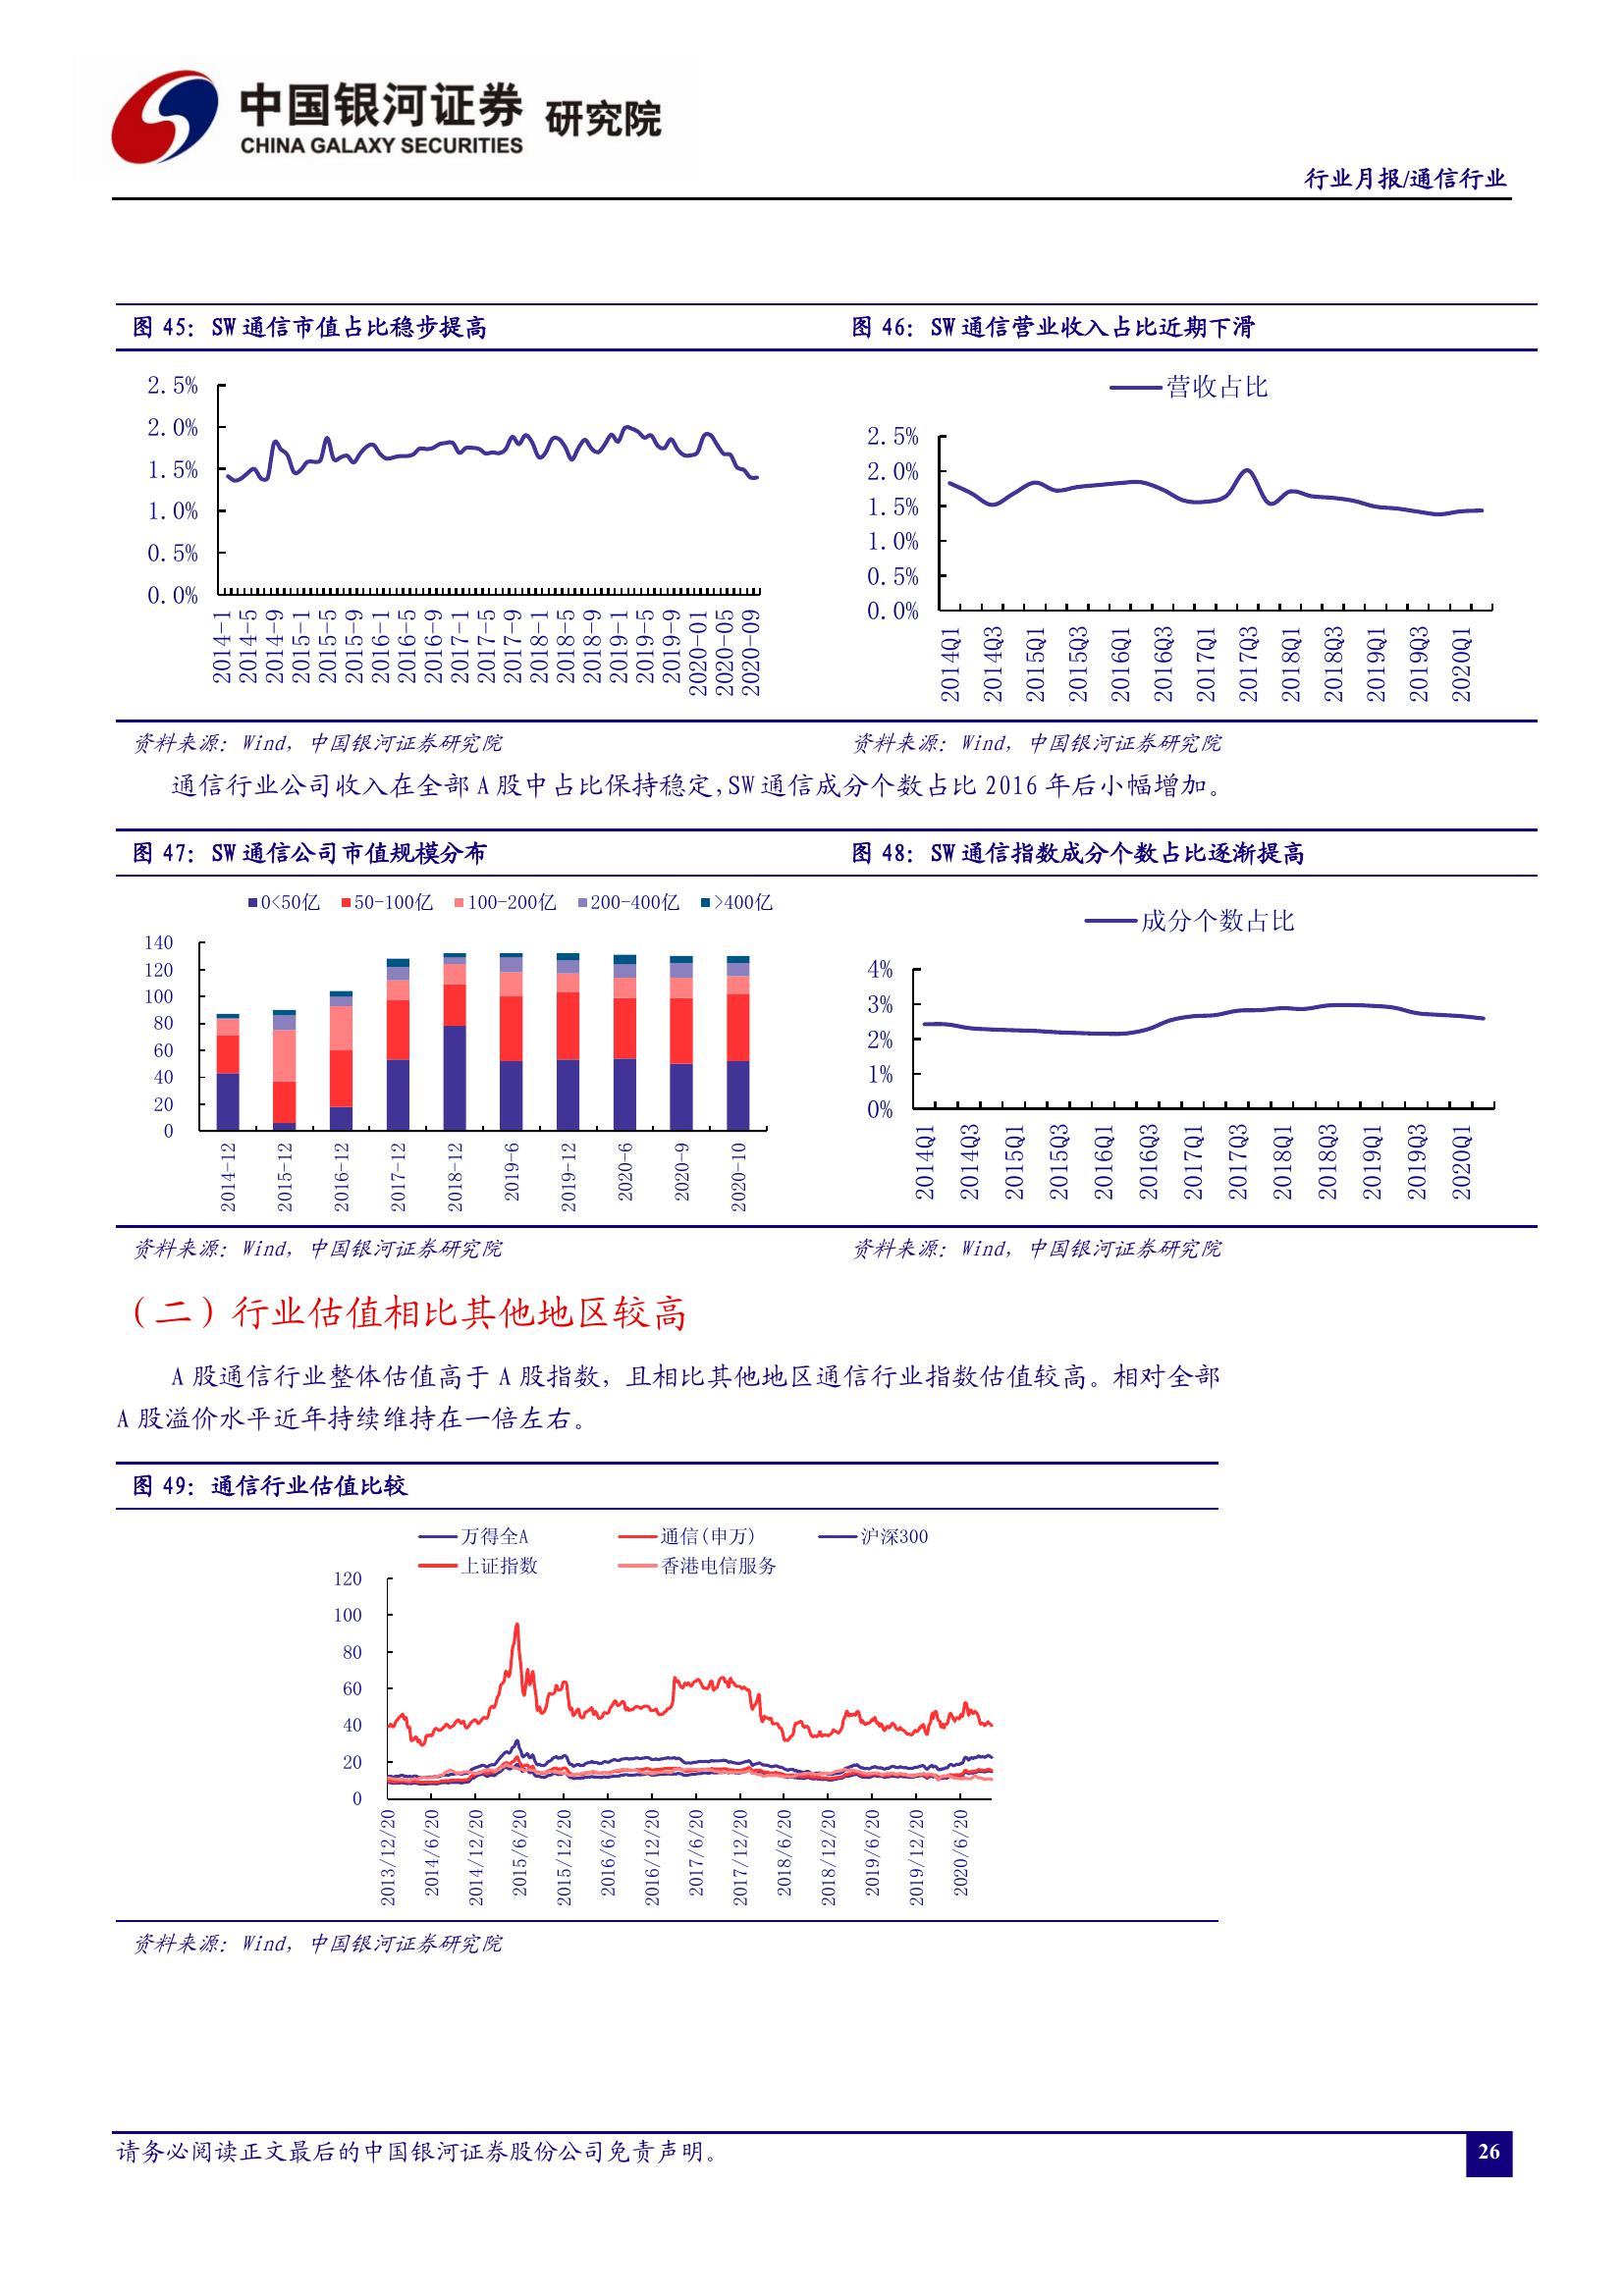 中国银河证券 研究院
CHINA GALAXY SECURITIES
行业月报/通信行业
图 45：SW 通信市值占比稳步提高
2.5%
2.0%
1.5%
1.0%
0.5%
0.0%
2014-1
2014-5
2014-9
2015-1
2015-5
2015-9
2016-1
2016-5
2016-9
2017-1
2017-5
2017-9
2018-1
2018-5
2018-9
2019-1
2019-5
2019-9
2020-01
2020-05
2020-09
图 46：SW 通信营业收入占比近期下滑
营收占比
2.5%
2.0%
1.5%
1.0%
0.5%
0.0%
2014Q1
2014Q3
2015Q1
2015Q3
2016Q1
2016Q3
2017Q1
2017Q3
2018Q1
2018Q3
2019Q1
2019Q3
2020Q1
资料来源：Wind，中国银河证券研究院
资料来源：Wind，中国银河证券研究院
通信行业公司收入在全部 A 股中占比保持稳定，SW 通信成分个数占比 2016 年后小幅增加。
图 47：SW 通信公司市值规模分布
0<50亿 50-100亿 100-200亿 200-400亿 >400亿
140
120
100
80
60
40
20
0
2014-12
2015-12
2016-12
2017-12
2018-12
2019-6
2019-12
2020-6
2020-9
2020-10
图 48：SW 通信指数成分个数占比逐渐提高
成分个数占比
4%
3%
2%
1%
0%
2014Q1
2014Q3
2015Q1
2015Q3
2016Q1
2016Q3
2017Q1
2017Q3
2018Q1
2018Q3
2019Q1
2019Q3
2020Q1
资料来源：Wind，中国银河证券研究院
资料来源：Wind，中国银河证券研究院
（二）行业估值相比其他地区较高
A 股通信行业整体估值高于 A 股指数，且相比其他地区通信行业指数估值较高。相对全部
A 股溢价水平近年持续维持在一倍左右。
图 49：通信行业估值比较
万得全A 通信(申万) 沪深300
上证指数 香港电信服务
120
100
80
60
40
20
0
2013/12/20
2014/6/20
2014/12/20
2015/6/20
2015/12/20
2016/6/20
2016/12/20
2017/6/20
2017/12/20
2018/6/20
2018/12/20
2019/6/20
2019/12/20
2020/6/20
资料来源：Wind，中国银河证券研究院
请务必阅读正文最后的中国银河证券股份公司免责声明。
26